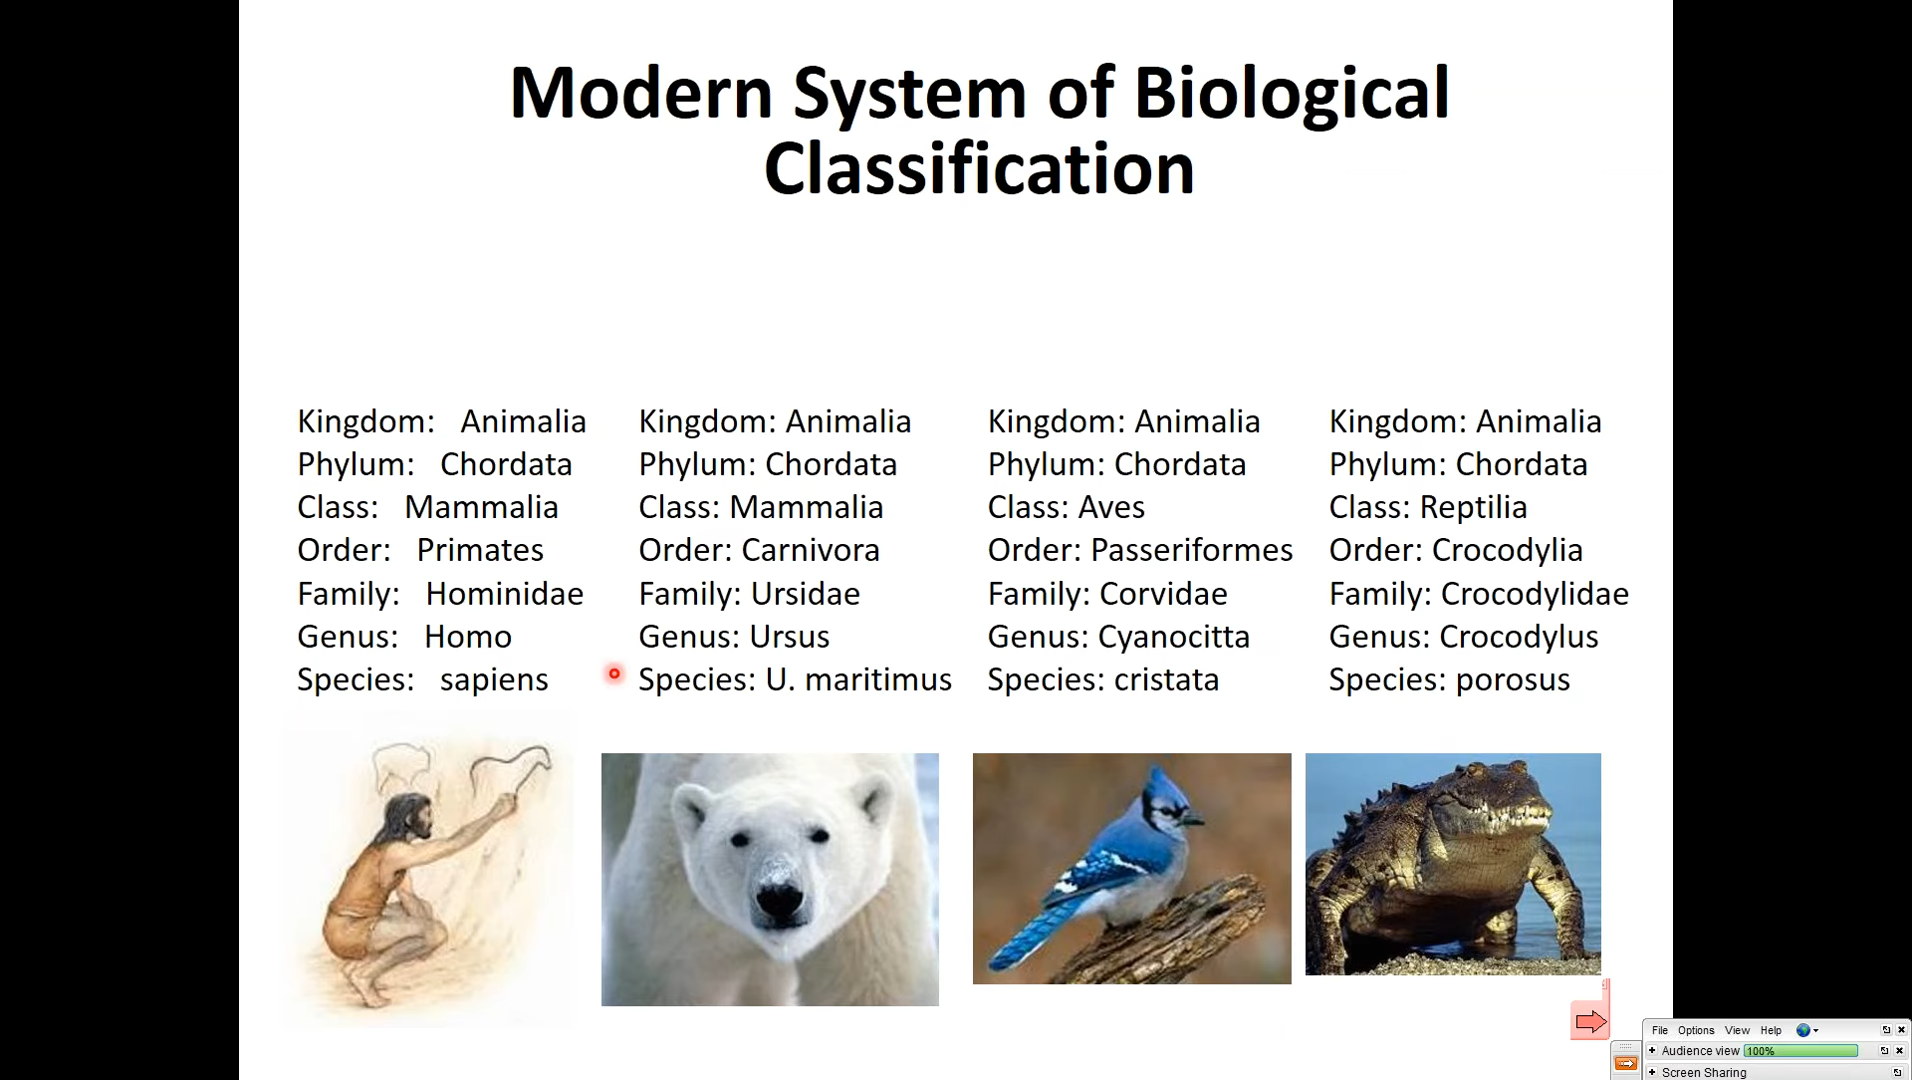 Modern System of Biological
Classification
Kingdom: Animalia
Phylum: Chordata
Class: Mammalia
Order: Primates
Family: Hominidae
Genus: Homo
Species: sapiens
Kingdom: Animalia
Phylum: Chordata
Class: Mammalia
Order: Carnivora
Family: Ursidae
Genus: Ursus
Species: U. maritimus
Kingdom: Animalia
Phylum: Chordata
Class: Aves
Order: Passeriformes
Family: Corvidae
Genus: Cyanocitta
Species: cristata
Kingdom: Animalia
Phylum: Chordata
Class: Reptilia
Order: Crocodylia
Family: Crocodylidae
Genus: Crocodylus
Species: porosus
File Options View Help
Audience view 100%
Screen Sharing